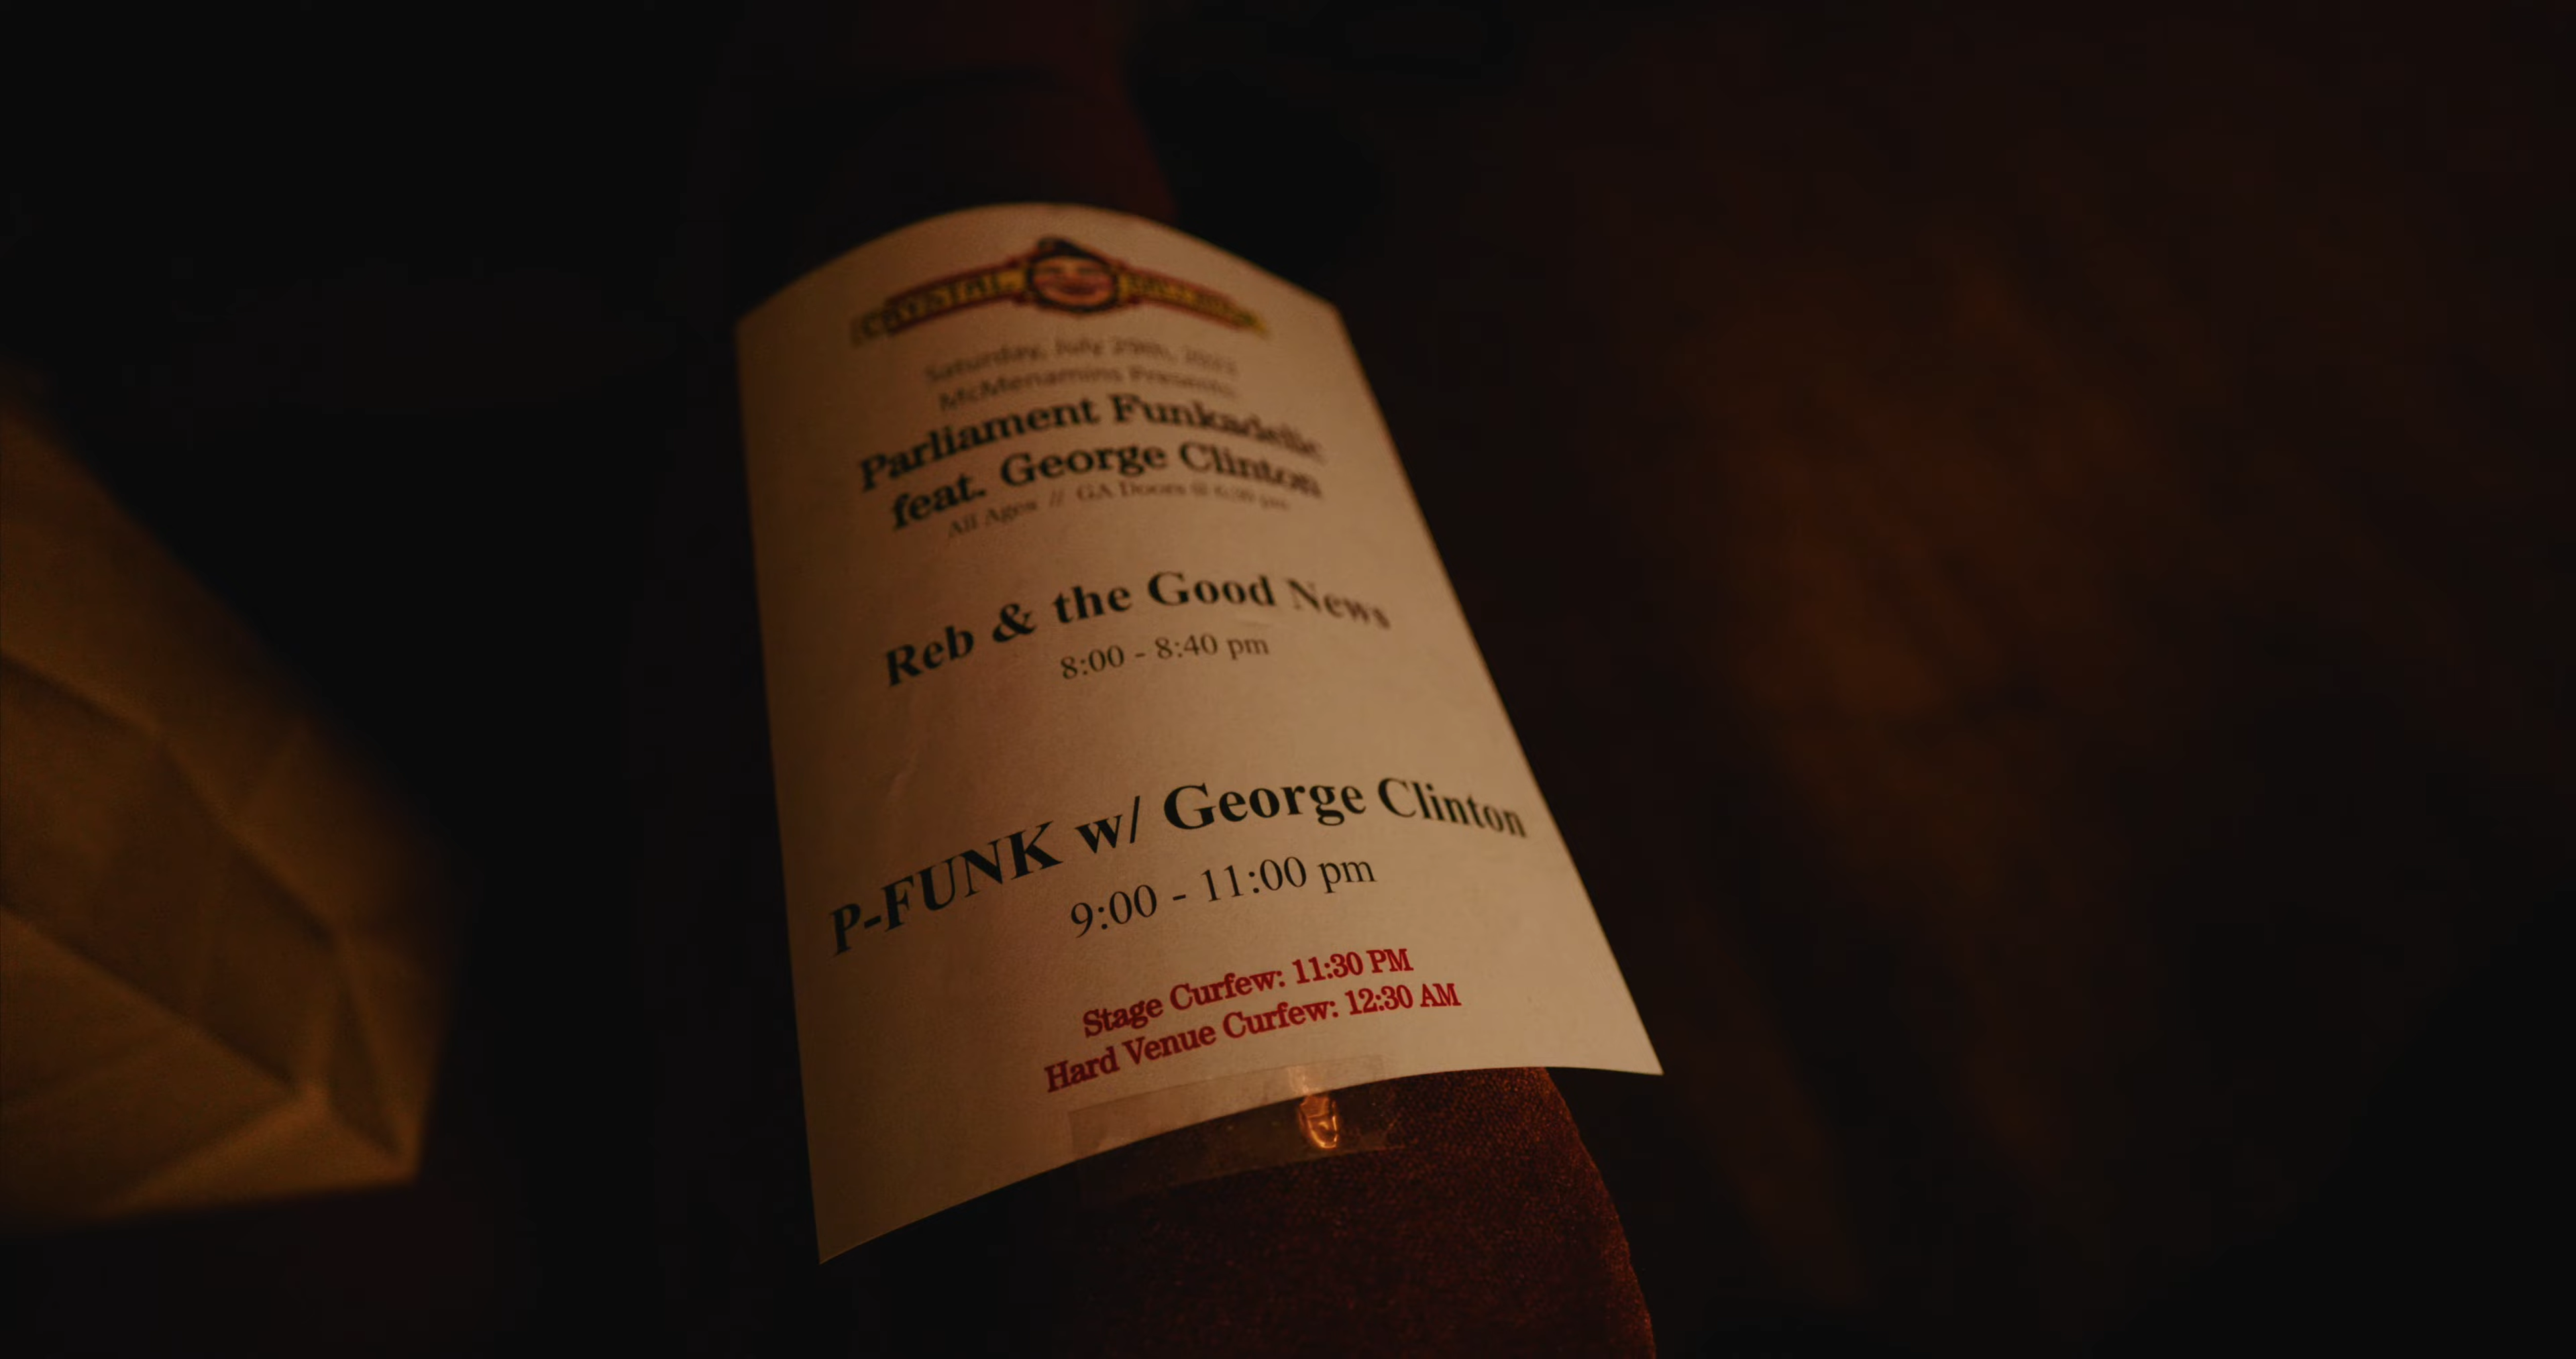 CRYSTAL
Saturday, July 29th,
McMenamins Presents:
Parliament Funkadelic
feat. George Clinton
All Ages // GA Doors @ 6:30 pm
Reb & the Good News
8:00 - 8:40 pm
P-FUNK w/ George Clinton
9:00 - 11:00 pm
Stage Curfew: 11:30 PM
Hard Venue Curfew: 12:30 AM